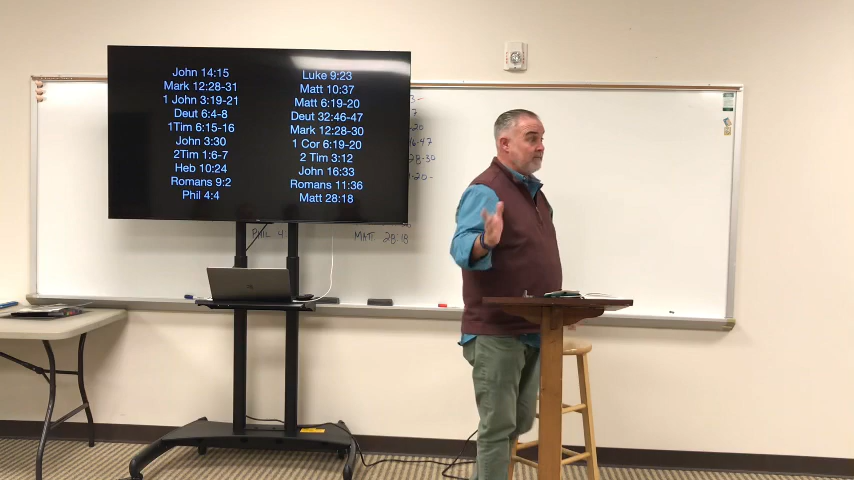 John 14:15
Mark 12:28-31
1 John 3:19-21
Deut 6:4-8
1Tim 6:15-16
John 3:30
2Tim 1:6-7
Heb 10:24
Romans 9:2
Phil 4:4
Luke 9:23
Matt 10:37
Matt 6:19-20
Deut 32:46-47
Mark 12:28-30
1 Cor 6:19-20
2 Tim 3:12
John 16:33
Romans 11:36
Matt 28:18
PHIL 4:
MATT 28:18